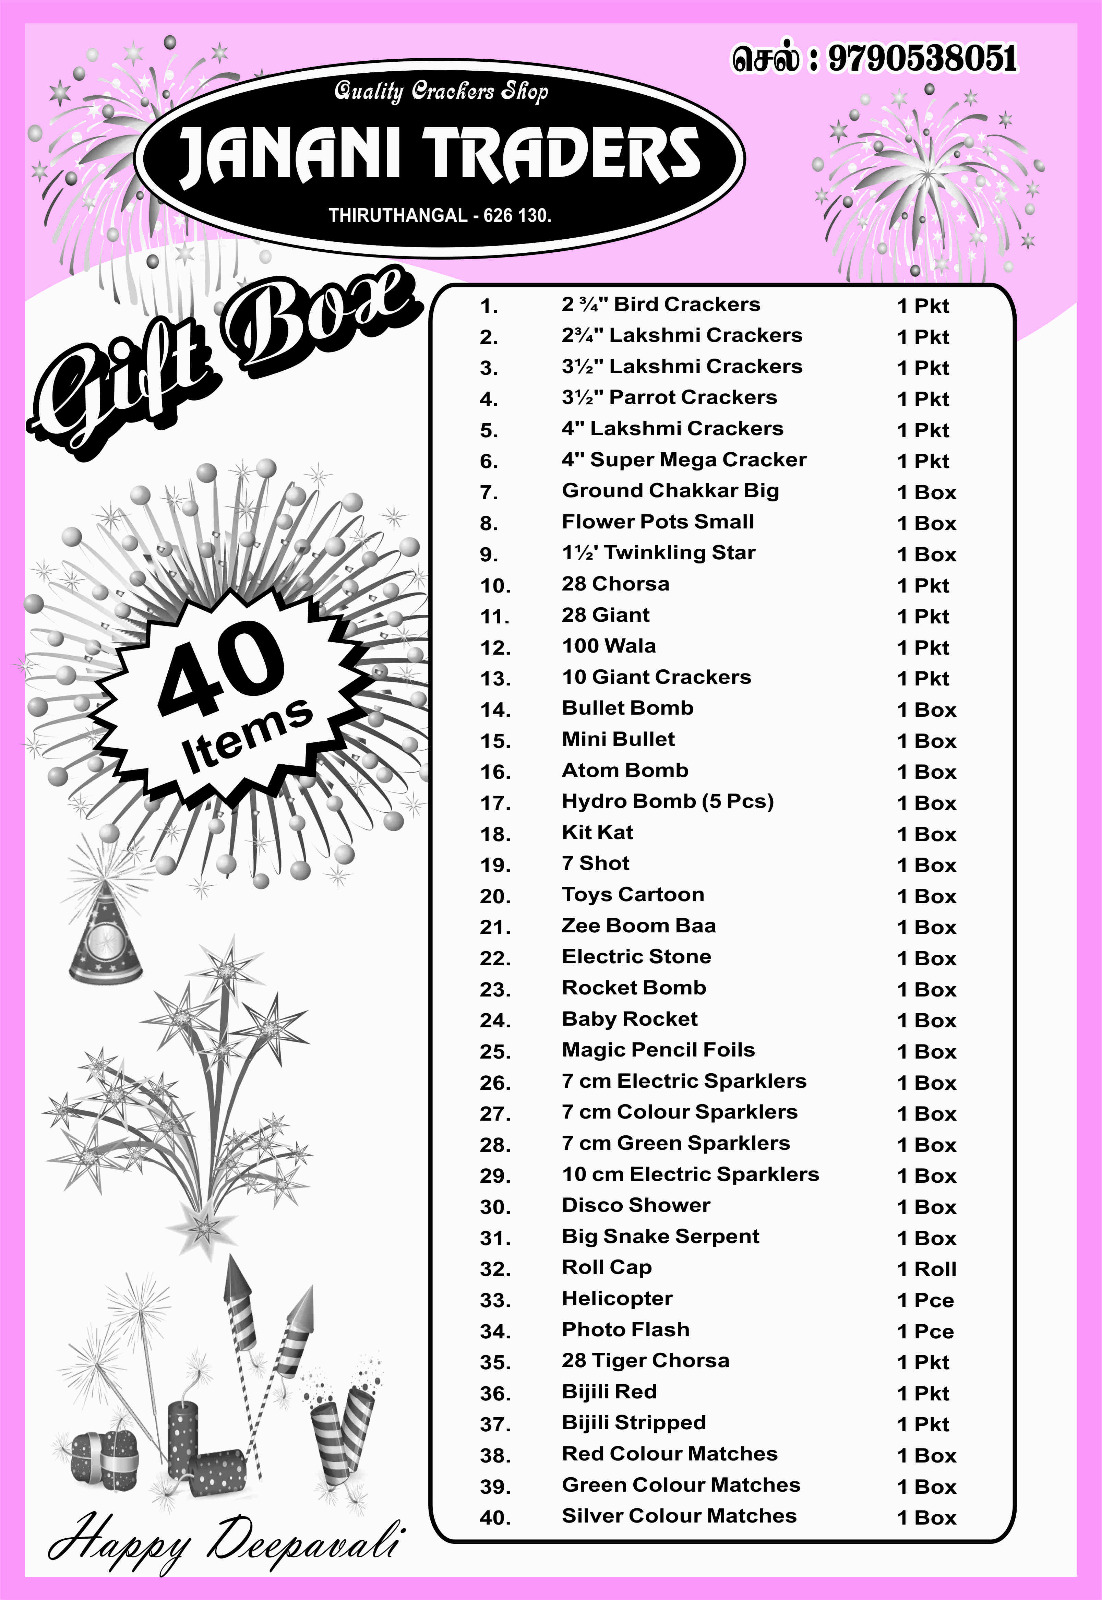 செல் : 9790538051
Quality Crackers Shop
JANANI TRADERS
THIRUTHANGAL - 626 130.
Gift Box
40
Items
1. 2 ¾" Bird Crackers 1 Pkt
2. 2¾" Lakshmi Crackers 1 Pkt
3. 3½" Lakshmi Crackers 1 Pkt
4. 3½" Parrot Crackers 1 Pkt
5. 4" Lakshmi Crackers 1 Pkt
6. 4" Super Mega Cracker 1 Pkt
7. Ground Chakkar Big 1 Box
8. Flower Pots Small 1 Box
9. 1½' Twinkling Star 1 Box
10. 28 Chorsa 1 Pkt
11. 28 Giant 1 Pkt
12. 100 Wala 1 Pkt
13. 10 Giant Crackers 1 Pkt
14. Bullet Bomb 1 Box
15. Mini Bullet 1 Box
16. Atom Bomb 1 Box
17. Hydro Bomb (5 Pcs) 1 Box
18. Kit Kat 1 Box
19. 7 Shot 1 Box
20. Toys Cartoon 1 Box
21. Zee Boom Baa 1 Box
22. Electric Stone 1 Box
23. Rocket Bomb 1 Box
24. Baby Rocket 1 Box
25. Magic Pencil Foils 1 Box
26. 7 cm Electric Sparklers 1 Box
27. 7 cm Colour Sparklers 1 Box
28. 7 cm Green Sparklers 1 Box
29. 10 cm Electric Sparklers 1 Box
30. Disco Shower 1 Box
31. Big Snake Serpent 1 Box
32. Roll Cap 1 Roll
33. Helicopter 1 Pce
34. Photo Flash 1 Pce
35. 28 Tiger Chorsa 1 Pkt
36. Bijili Red 1 Pkt
37. Bijili Stripped 1 Pkt
38. Red Colour Matches 1 Box
39. Green Colour Matches 1 Box
40. Silver Colour Matches 1 Box
Happy Deepavali